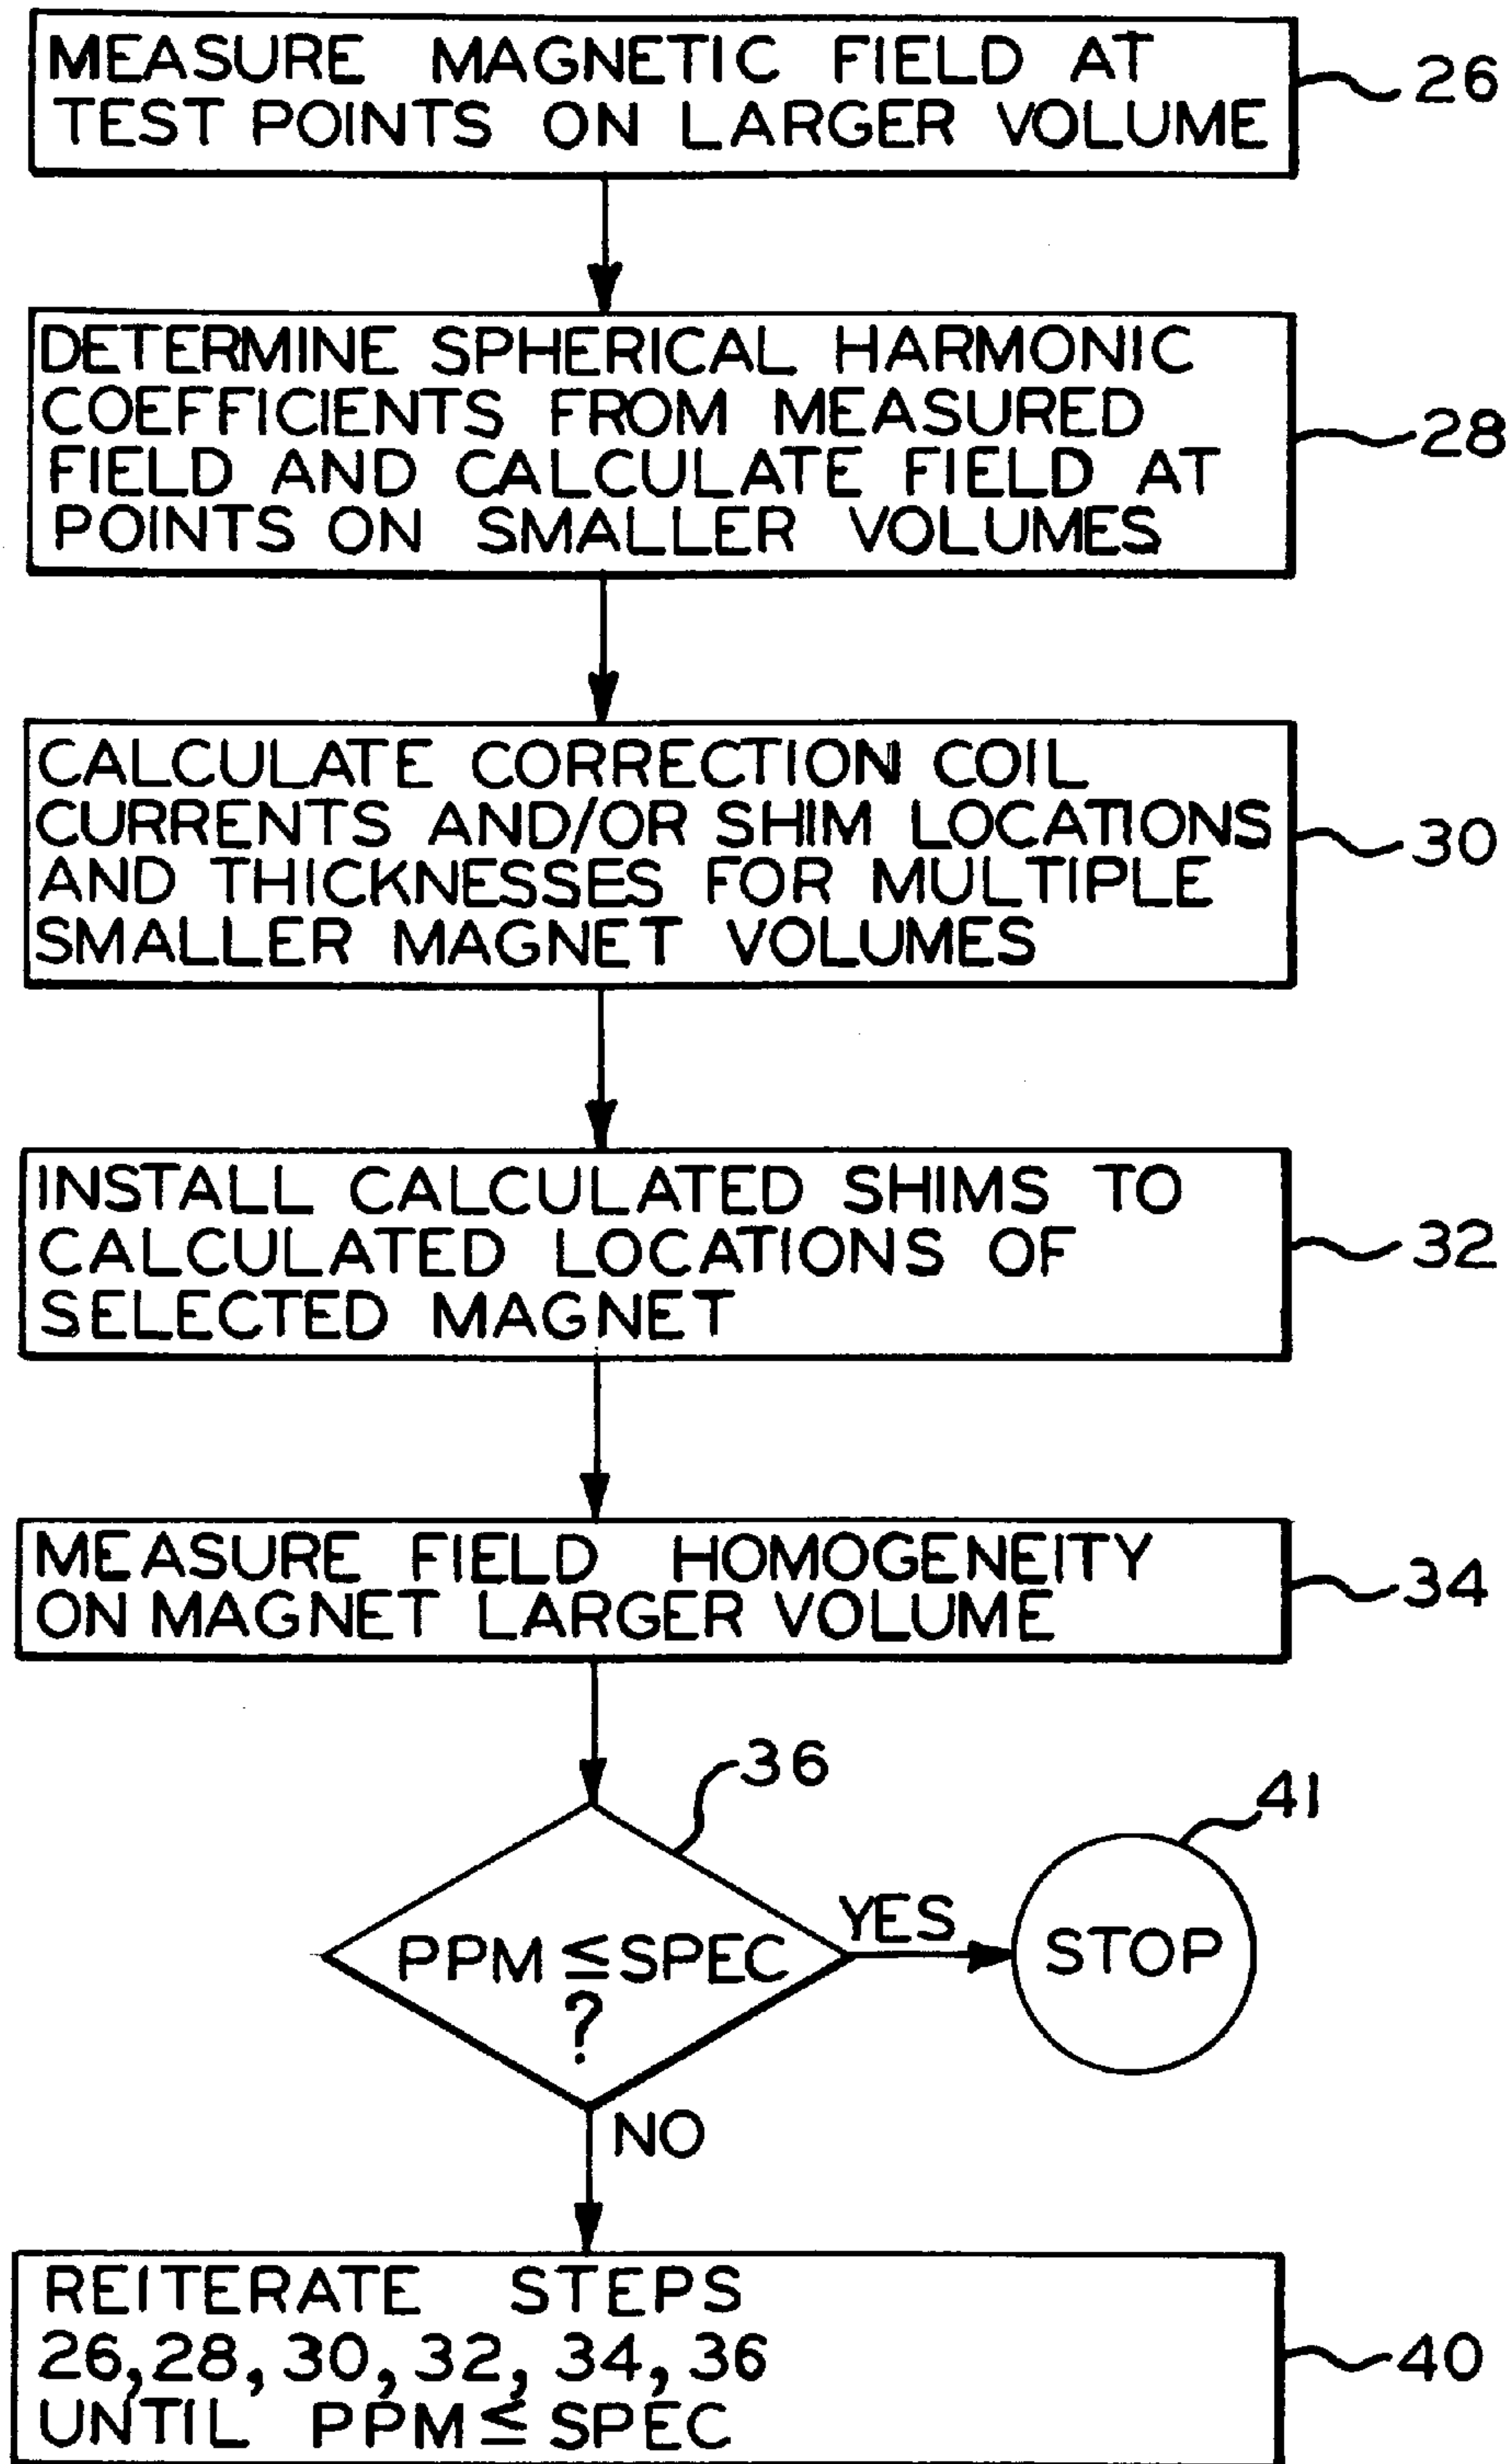 MEASURE MAGNETIC FIELD AT
TEST POINTS ON LARGER VOLUME
26
DETERMINE SPHERICAL HARMONIC
COEFFICIENTS FROM MEASURED
FIELD AND CALCULATE FIELD AT
POINTS ON SMALLER VOLUMES
28
CALCULATE CORRECTION COIL
CURRENTS AND/OR SHIM LOCATIONS
AND THICKNESSES FOR MULTIPLE
SMALLER MAGNET VOLUMES
30
INSTALL CALCULATED SHIMS TO
CALCULATED LOCATIONS OF
SELECTED MAGNET
32
MEASURE FIELD HOMOGENEITY
ON MAGNET LARGER VOLUME
34
36
41
PPM ≤ SPEC
?
YES
STOP
NO
REITERATE STEPS
26, 28, 30, 32, 34, 36
UNTIL PPM ≤ SPEC
40